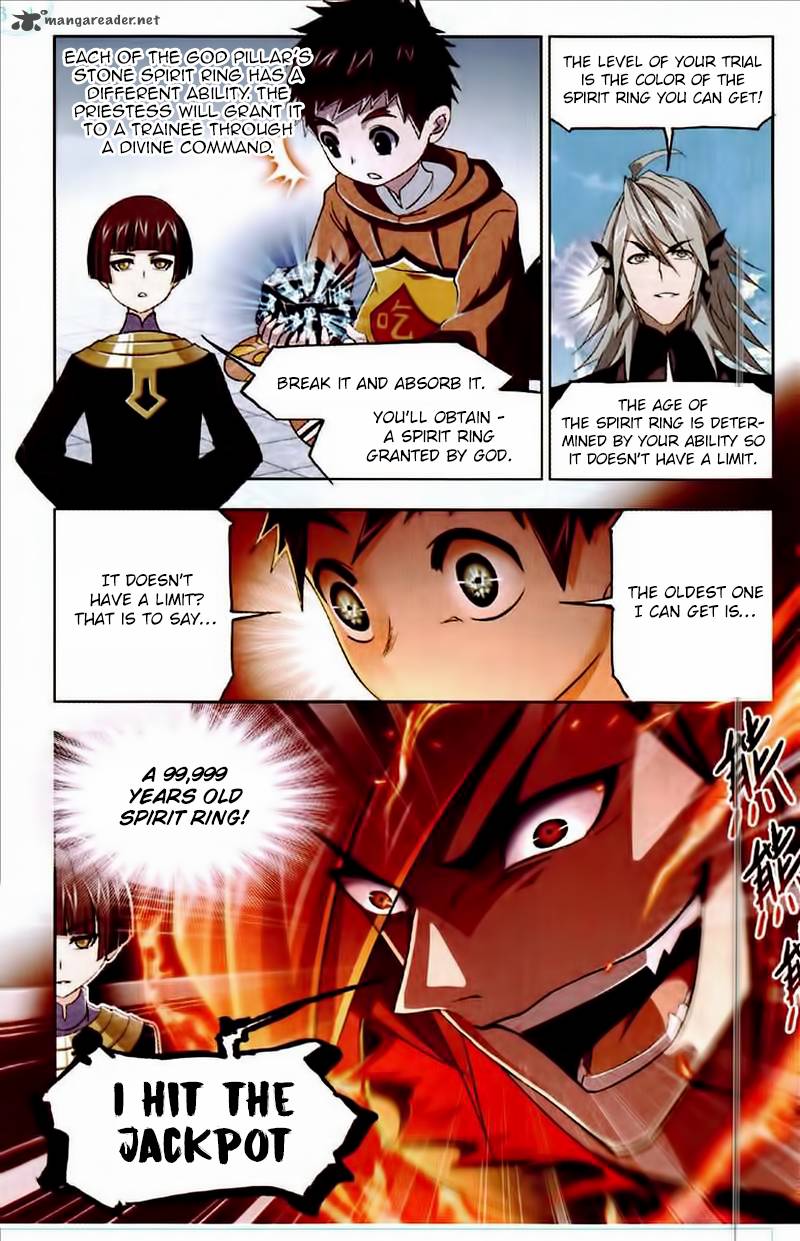 mangareader.net
EACH OF THE GOD PILLAR'S
STONE SPIRIT RING HAS A
DIFFERENT ABILITY. THE
PRIESTESS WILL GRANT IT
TO A TRAINEE THROUGH
A DIVINE COMMAND.
吃
BREAK IT AND ABSORB IT.
YOU'LL OBTAIN -
A SPIRIT RING
GRANTED BY GOD.
THE LEVEL OF YOUR TRIAL
IS THE COLOR OF THE
SPIRIT RING YOU CAN GET!
THE AGE OF
THE SPIRIT RING IS DETER-
MINED BY YOUR ABILITY SO
IT DOESN'T HAVE A LIMIT.
IT DOESN'T
HAVE A LIMIT?
THAT IS TO SAY...
THE OLDEST ONE
I CAN GET IS...
A 99,999
YEARS OLD
SPIRIT RING!
熊
熊
熊
I HIT THE
JACKPOT